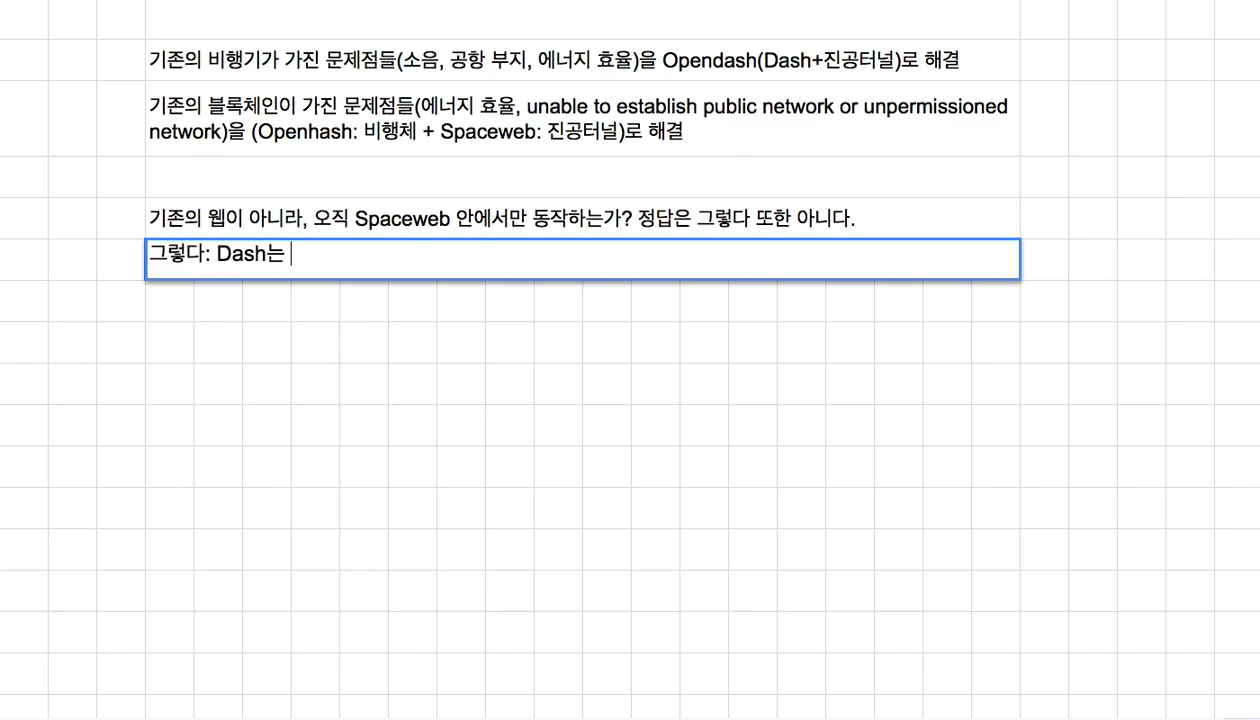 기존의 비행기가 가진 문제점들(소음, 공항 부지, 에너지 효율)을 Opendash(Dash+진공터널)로 해결
기존의 블록체인이 가진 문제점들(에너지 효율, unable to establish public network or unpermissioned
network)을 (Openhash: 비행체 + Spaceweb: 진공터널)로 해결
기존의 웹이 아니라, 오직 Spaceweb 안에서만 동작하는가? 정답은 그렇다 또한 아니다.
그렇다: Dash는